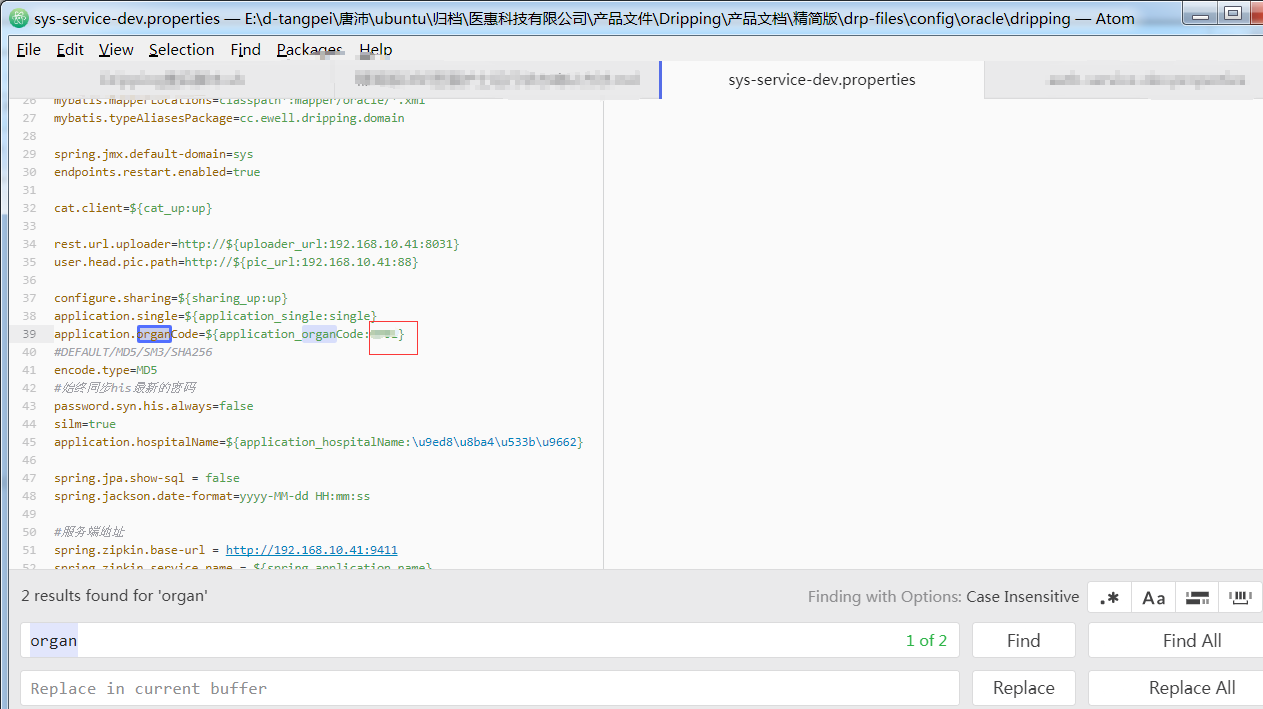 sys-service-dev.properties — E:\d-tangpei\唐沛\ubuntu\归档\医惠科技有限公司\产品文件\Dripping\产品文档\精简版\drp-files\config\oracle\dripping — Atom
File Edit View Selection Find Packages Help
sys-service-dev.properties
26 mybatis.mapperLocations=classpath*:mapper/oracle/*.xml
27 mybatis.typeAliasesPackage=cc.ewell.dripping.domain
28
29 spring.jmx.default-domain=sys
30 endpoints.restart.enabled=true
31
32 cat.client=${cat_up:up}
33
34 rest.url.uploader=http://${uploader_url:192.168.10.41:8031}
35 user.head.pic.path=http://${pic_url:192.168.10.41:88}
36
37 configure.sharing=${sharing_up:up}
38 application.single=${application_single:single}
39 application.organCode=${application_organCode:}
40 #DEFAULT/MD5/SM3/SHA256
41 encode.type=MD5
42 #始终同步his最新的密码
43 password.syn.his.always=false
44 silm=true
45 application.hospitalName=${application_hospitalName:\u9ed8\u8ba4\u533b\u9662}
46
47 spring.jpa.show-sql = false
48 spring.jackson.date-format=yyyy-MM-dd HH:mm:ss
49
50 #服务端地址
51 spring.zipkin.base-url = http://192.168.10.41:9411
52 spring.zipkin.service.name = ${spring.application.name}
2 results found for 'organ'
Finding with Options: Case Insensitive
.* Aa
organ
1 of 2
Find
Find All
Replace in current buffer
Replace
Replace All